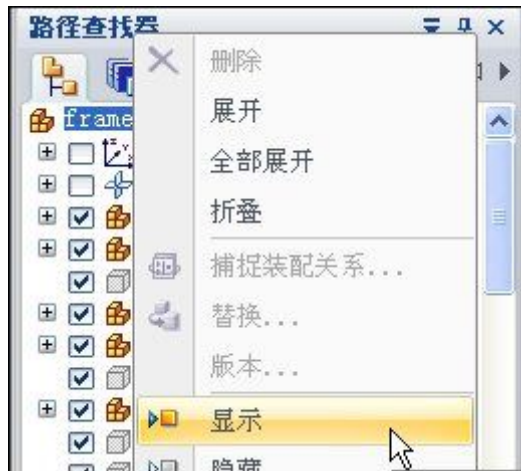 路径查找器
frame
删除
展开
全部展开
折叠
捕捉装配关系...
替换...
版本...
显示
隐藏